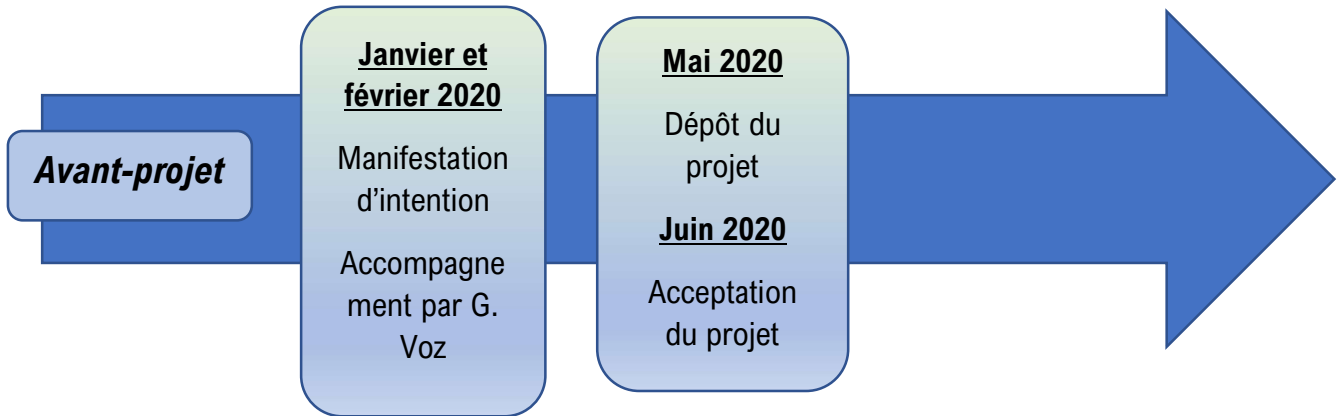 Avant-projet
Janvier et
février 2020
Manifestation
d’intention
Accompagne
ment par G.
Voz
Mai 2020
Dépôt du
projet
Juin 2020
Acceptation
du projet